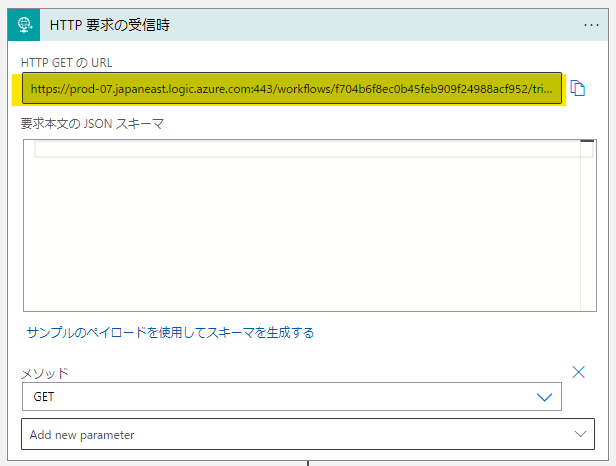 HTTP 要求の受信時
HTTP GET の URL
https://prod-07.japaneast.logic.azure.com:443/workflows/f704b6f8ec0b45feb909f24988acf952/tri...
要求本文の JSON スキーマ
サンプルのペイロードを使用してスキーマを生成する
メソッド
GET
Add new parameter